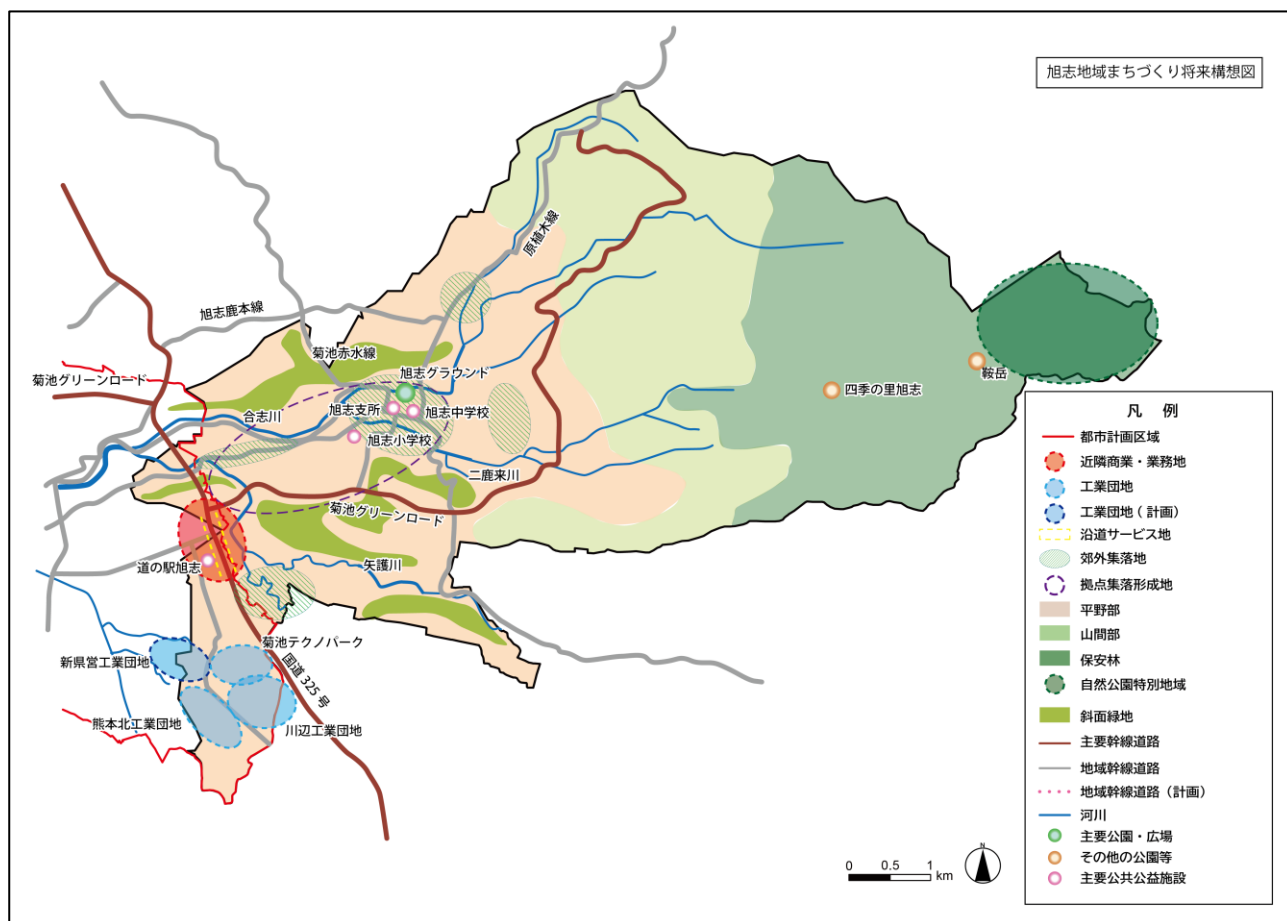 旭志地域まちづくり将来構想図
原植木線
旭志鹿本線
菊池赤水線
菊池グリーンロード
旭志グラウンド
合志川
旭志支所
旭志中学校
旭志小学校
四季の里旭志
鞍岳
二鹿来川
菊池グリーンロード
矢護川
道の駅旭志
菊池テクノパーク
新県営工業団地
国道325号
熊本北工業団地
川辺工業団地
凡 例
都市計画区域
近隣商業・業務地
工業団地
工業団地(計画)
沿道サービス地
郊外集落地
拠点集落形成地
平野部
山間部
保安林
自然公園特別地域
斜面緑地
主要幹線道路
地域幹線道路
地域幹線道路(計画)
河川
主要公園・広場
その他の公園等
主要公共公益施設
0 0.5 1
km
N